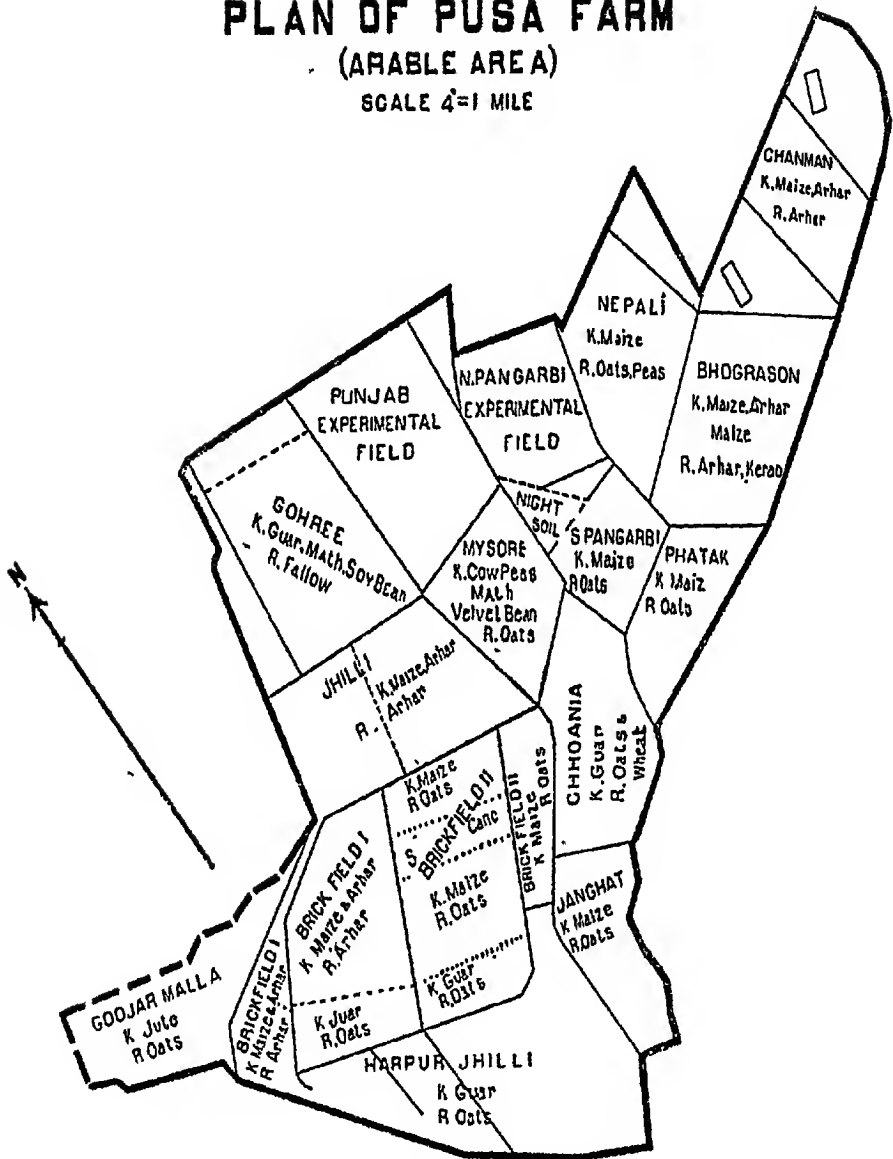 PLAN OF PUSA FARM
(ARABLE AREA)
SCALE 4"=1 MILE
CHANMAN
K.Maize,Arhar
R.Arhar
NEPALI
K.Maize
R.Oats,Peas
BHOGRASON
K.Maize,Arhar
Maize
R.Arhar,Kerao
N.PANGARBI
EXPERIMENTAL
FIELD
PUNJAB
EXPERIMENTAL
FIELD
GOHREE
K.Guar,Math,SoyBean
R.Fallow
NIGHT
SOIL
S PANGARBI
K.Maize
R Oats
PHATAK
K Maiz
R Oats
MYSORE
K.CowPeas
Math
Velvet Bean
R.Oats
N
JHILLI
K.Maize,Arhar
R. Arhar
CHHOANIA
K.Guar
R.Oats &
Wheat
K.Maize
R Oats
S BRICKFIELD II
Cane
K.Maize
R.Oats
K Guar
R.Oats
BRICKFIELD II
K Maize R Oats
BRICK FIELD I
K Maize & Arhar
R.Arhar
K Juar
R.Oats
JANGHAT
K Maize
R.Oats
GOOJAR MALLA
K Jute
R Oats
BRICKFIELD I
K Maize & Arhar
R Arhar
HARPUR JHILLI
K Guar
R Oats